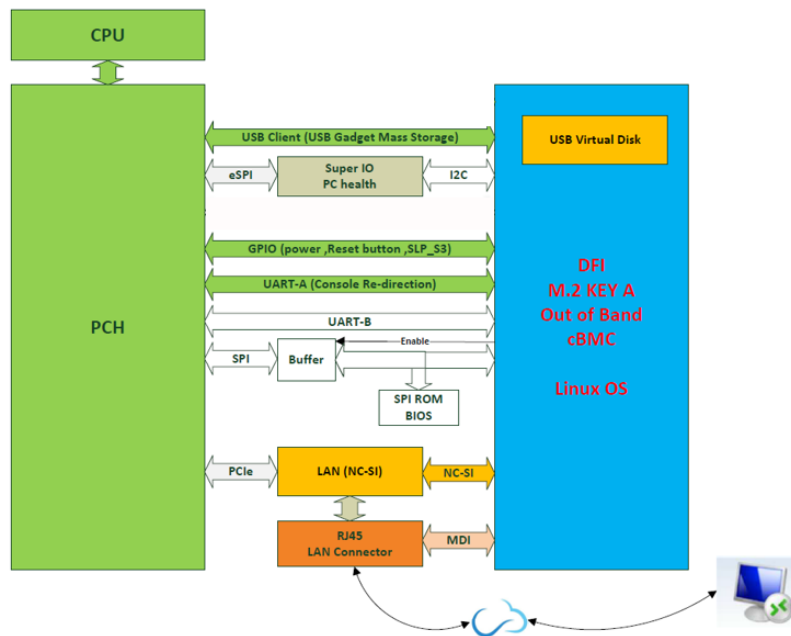 CPU
PCH
USB Client (USB Gadget Mass Storage)
USB Virtual Disk
eSPI
Super IO
PC health
I2C
GPIO (power ,Reset button ,SLP_S3)
UART-A (Console Re-direction)
UART-B
DFI
M.2 KEY A
Out of Band
cBMC
Linux OS
Enable
SPI
Buffer
SPI ROM
BIOS
PCIe
LAN (NC-SI)
NC-SI
RJ45
LAN Connector
MDI